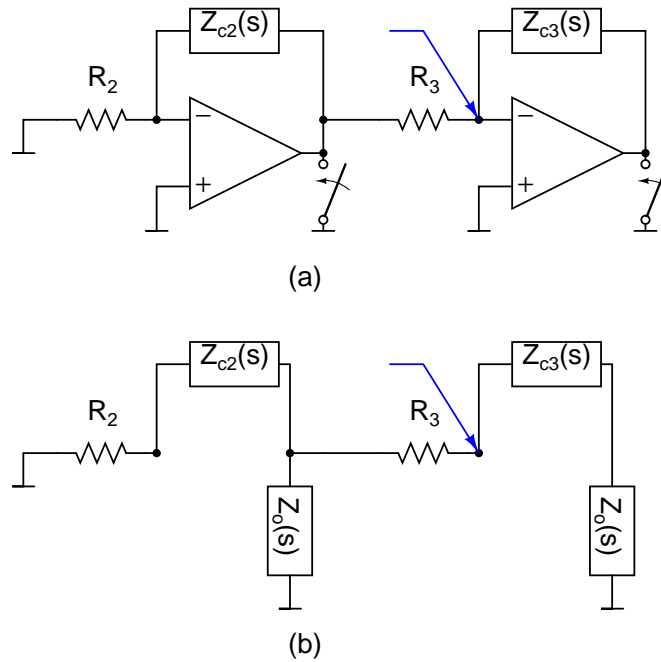 Z_c2(s) Z_c3(s)
R_2 R_3
− −
+ +
(a)
Z_c2(s) Z_c3(s)
R_2 R_3
Z_o(s) Z_o(s)
(b)